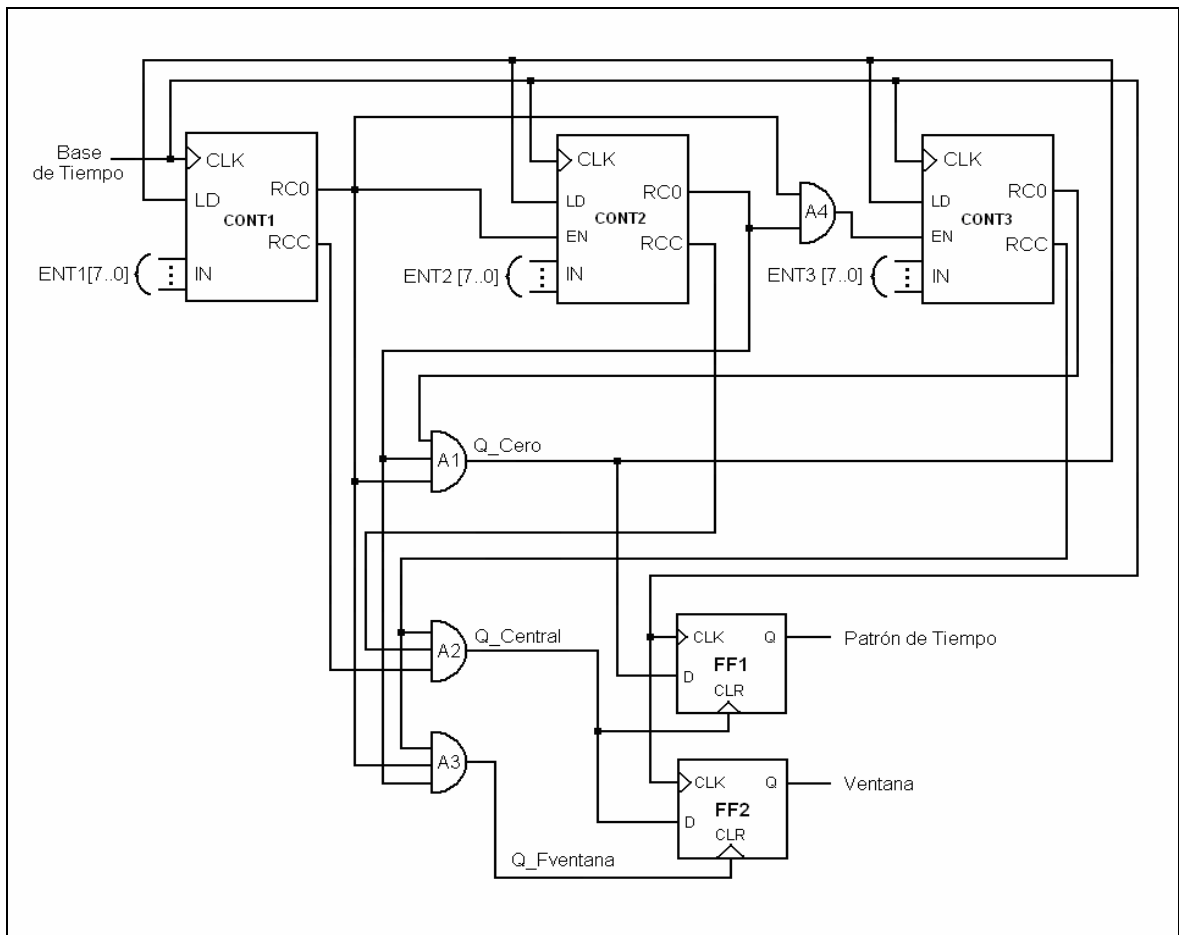 Base
de Tiempo
CLK
LD
RC0
CONT1
RCC
IN
ENT1[7..0]
CLK
LD
RC0
CONT2
EN
RCC
IN
ENT2 [7..0]
A4
CLK
LD
RC0
CONT3
EN
RCC
IN
ENT3 [7..0]
A1
Q_Cero
A2
Q_Central
A3
Q_Fventana
CLK
Q
FF1
D
CLR
Patrón de Tiempo
CLK
Q
FF2
D
CLR
Ventana